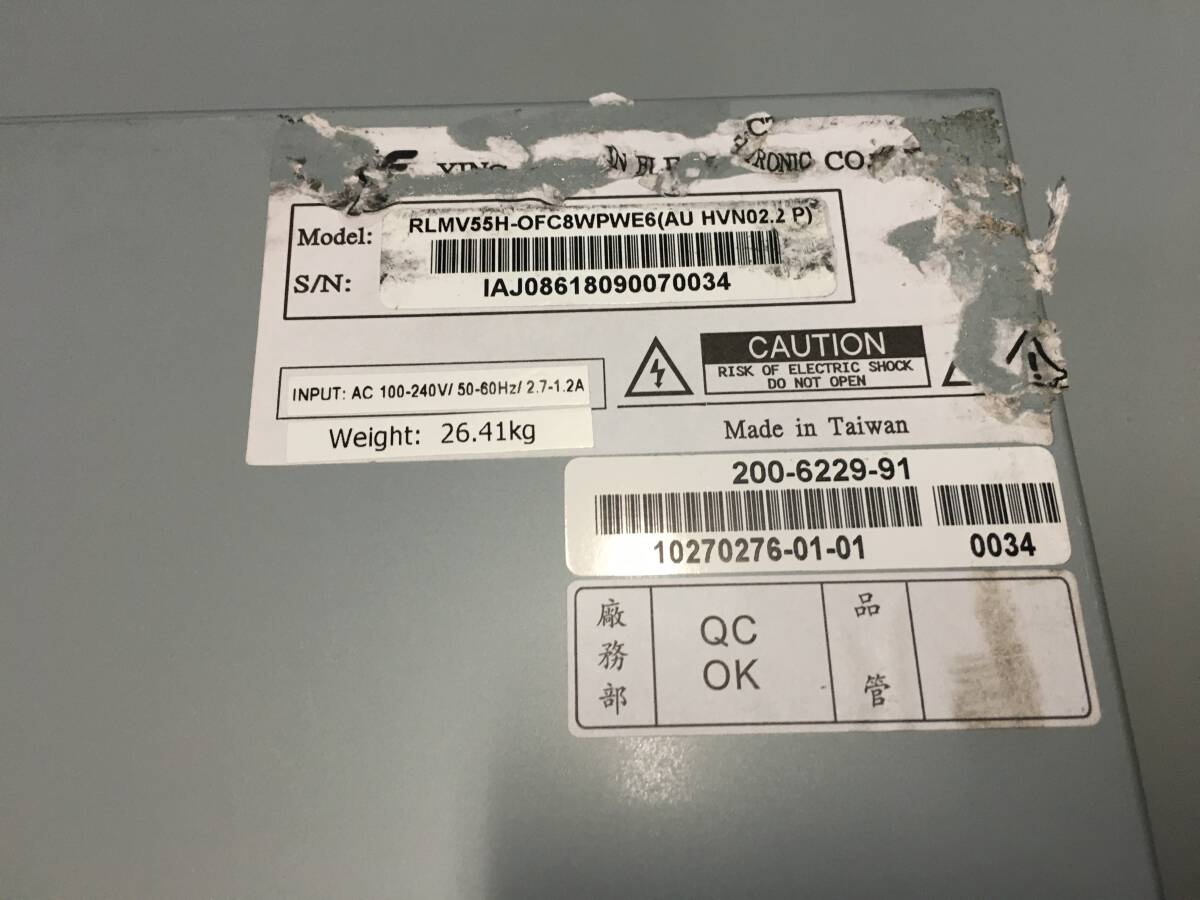 CO.
Model: RLMV55H-OFC8WPWE6(AU HVN02.2 P)
S/N: IAJ08618090070034
CAUTION
RISK OF ELECTRIC SHOCK
DO NOT OPEN
INPUT: AC 100-240V/ 50-60Hz/ 2.7-1.2A
Weight: 26.41kg
Made in Taiwan
200-6229-91
10270276-01-01 0034
廠務部 QC OK 品管